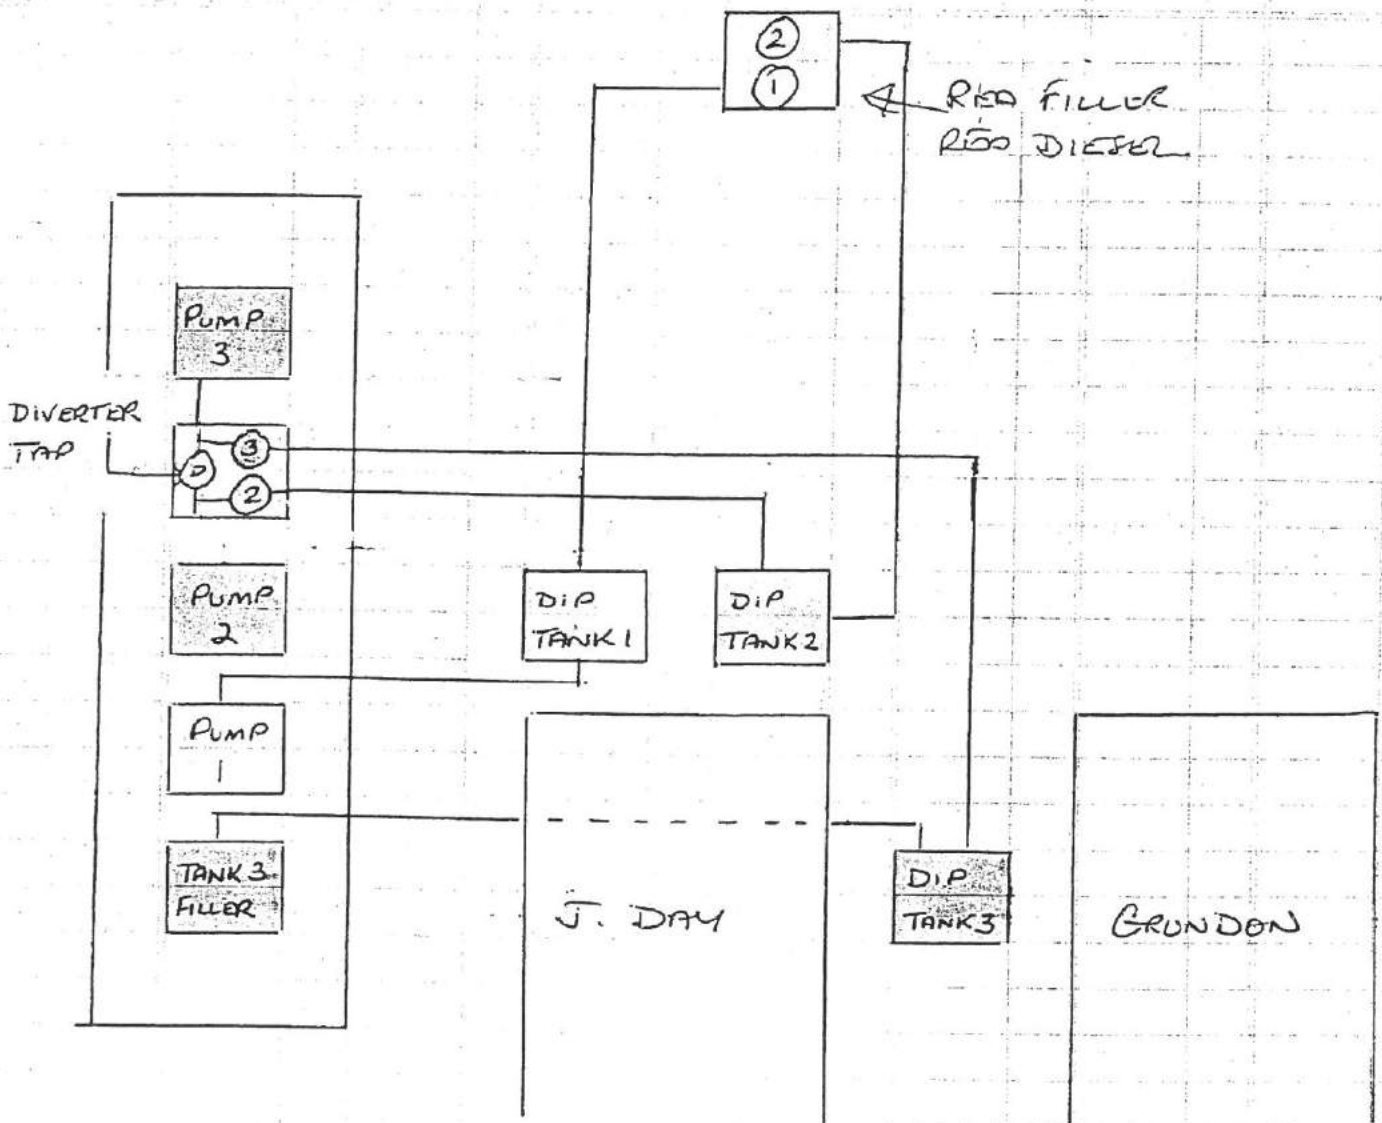 2
1
RED FILLER
RED DIESEL
PUMP
3
DIVERTER
TAP
3
D
2
PUMP
2
DIP
TANK 1
DIP
TANK 2
PUMP
1
TANK 3
FILLER
J. DAY
DIP
TANK 3
GRUNDON